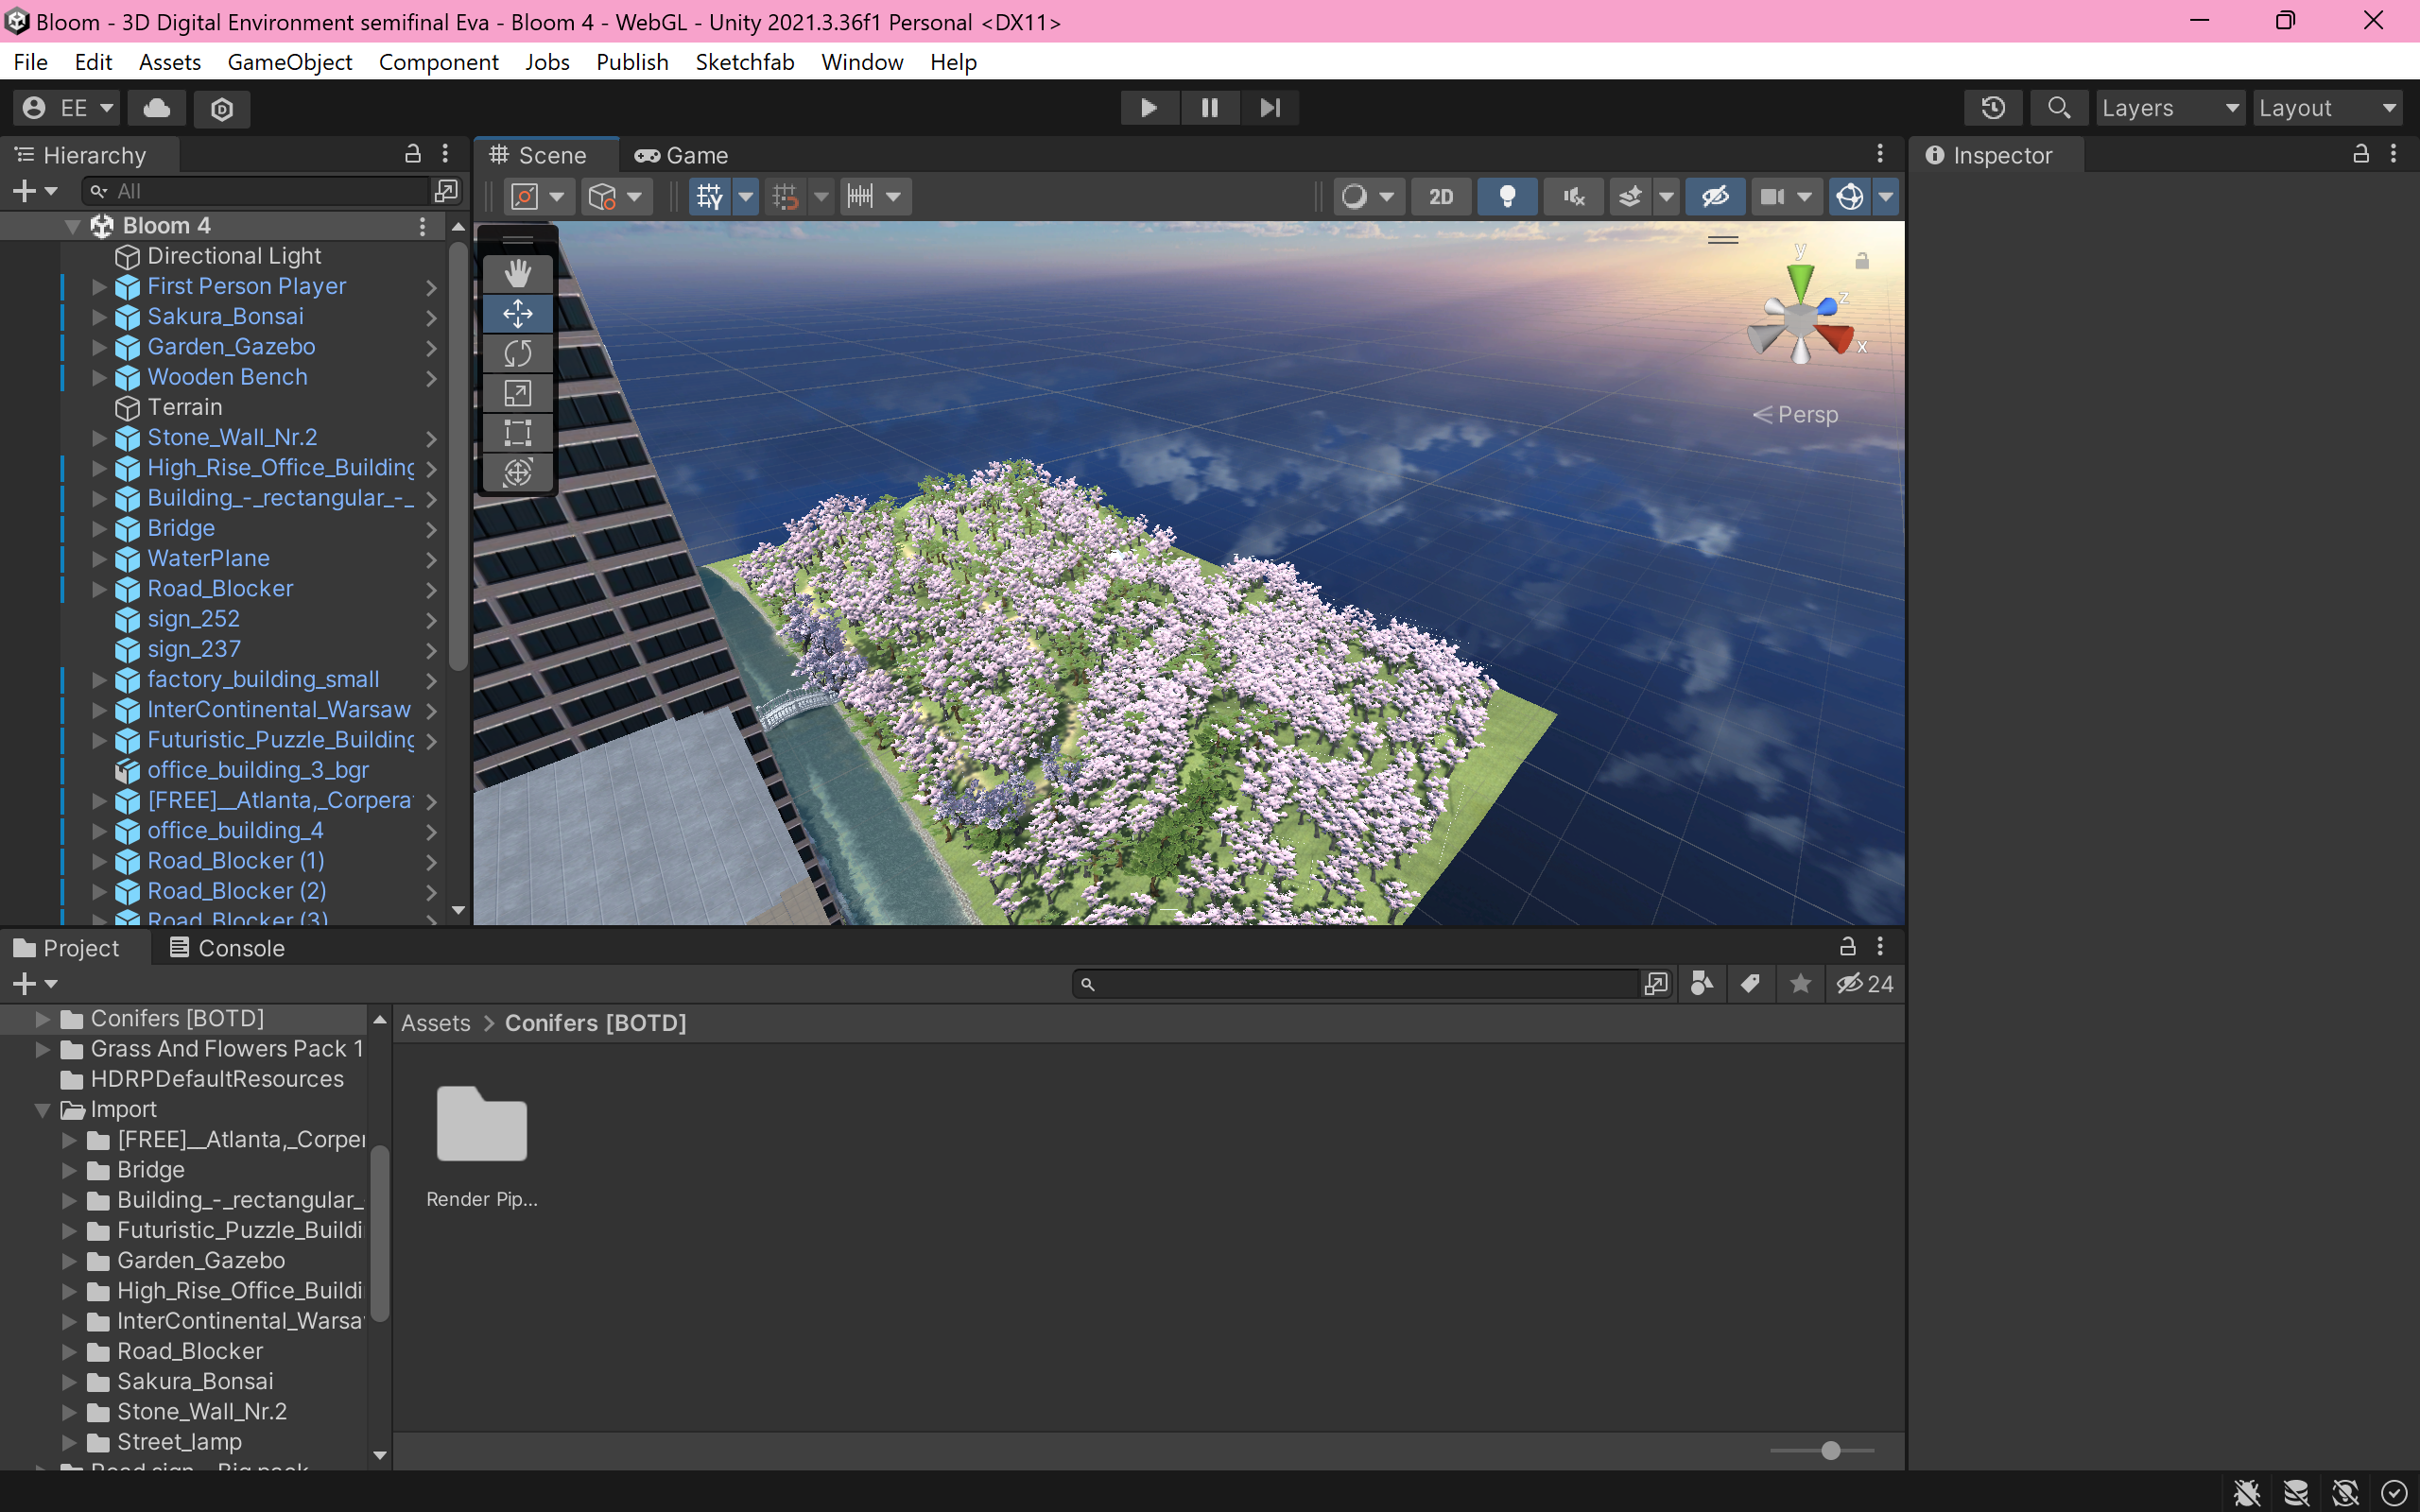 Bloom - 3D Digital Environment semifinal Eva - Bloom 4 - WebGL - Unity 2021.3.36f1 Personal <DX11>
File Edit Assets GameObject Component Jobs Publish Sketchfab Window Help
EE
Layers
Layout
Hierarchy
All
Bloom 4
Directional Light
First Person Player
Sakura_Bonsai
Garden_Gazebo
Wooden Bench
Terrain
Stone_Wall_Nr.2
High_Rise_Office_Building
Building_-_rectangular_-_
Bridge
WaterPlane
Road_Blocker
sign_252
sign_237
factory_building_small
InterContinental_Warsaw
Futuristic_Puzzle_Building
office_building_3_bgr
[FREE]__Atlanta,_Corpera
office_building_4
Road_Blocker (1)
Road_Blocker (2)
Road_Blocker (3)
Scene
Game
2D
y
z
x
Persp
Inspector
Project
Console
24
Conifers [BOTD]
Grass And Flowers Pack 1
HDRPDefaultResources
Import
[FREE]__Atlanta,_Corper
Bridge
Building_-_rectangular_
Futuristic_Puzzle_Buildi
Garden_Gazebo
High_Rise_Office_Buildi
InterContinental_Warsa
Road_Blocker
Sakura_Bonsai
Stone_Wall_Nr.2
Street_lamp
Assets > Conifers [BOTD]
Render Pip...